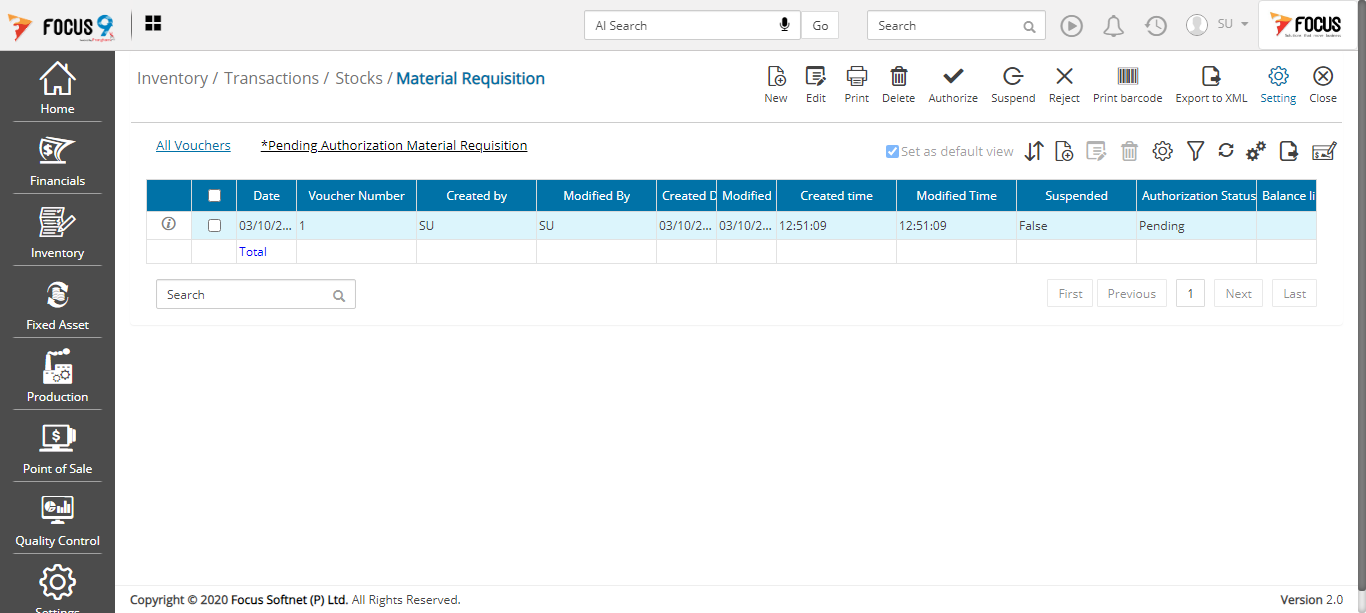 FOCUS 9
AI Search
Go
Search
SU
FOCUS
Home
Financials
Inventory
Fixed Asset
Production
Point of Sale
Quality Control
Settings
Inventory / Transactions / Stocks / Material Requisition
New Edit Print Delete Authorize Suspend Reject Print barcode Export to XML Setting Close
All Vouchers *Pending Authorization Material Requisition
Set as default view
Date Voucher Number Created by Modified By Created D Modified Created time Modified Time Suspended Authorization Status Balance li
03/10/2... 1 SU SU 03/10/2... 03/10/2... 12:51:09 12:51:09 False Pending
Total
Search
First Previous 1 Next Last
Copyright © 2020 Focus Softnet (P) Ltd. All Rights Reserved.
Version 2.0